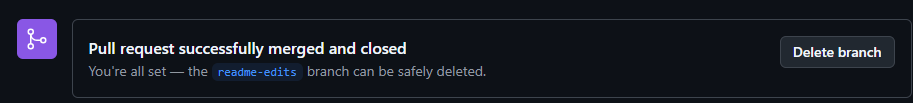 Pull request successfully merged and closed
Delete branch
You're all set — the readme-edits branch can be safely deleted.